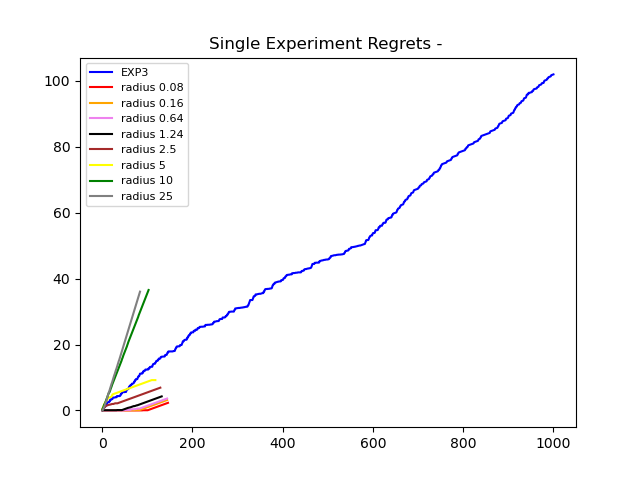 Single Experiment Regrets -
EXP3
radius 0.08
radius 0.16
radius 0.64
radius 1.24
radius 2.5
radius 5
radius 10
radius 25
100
80
60
40
20
0
0 200 400 600 800 1000